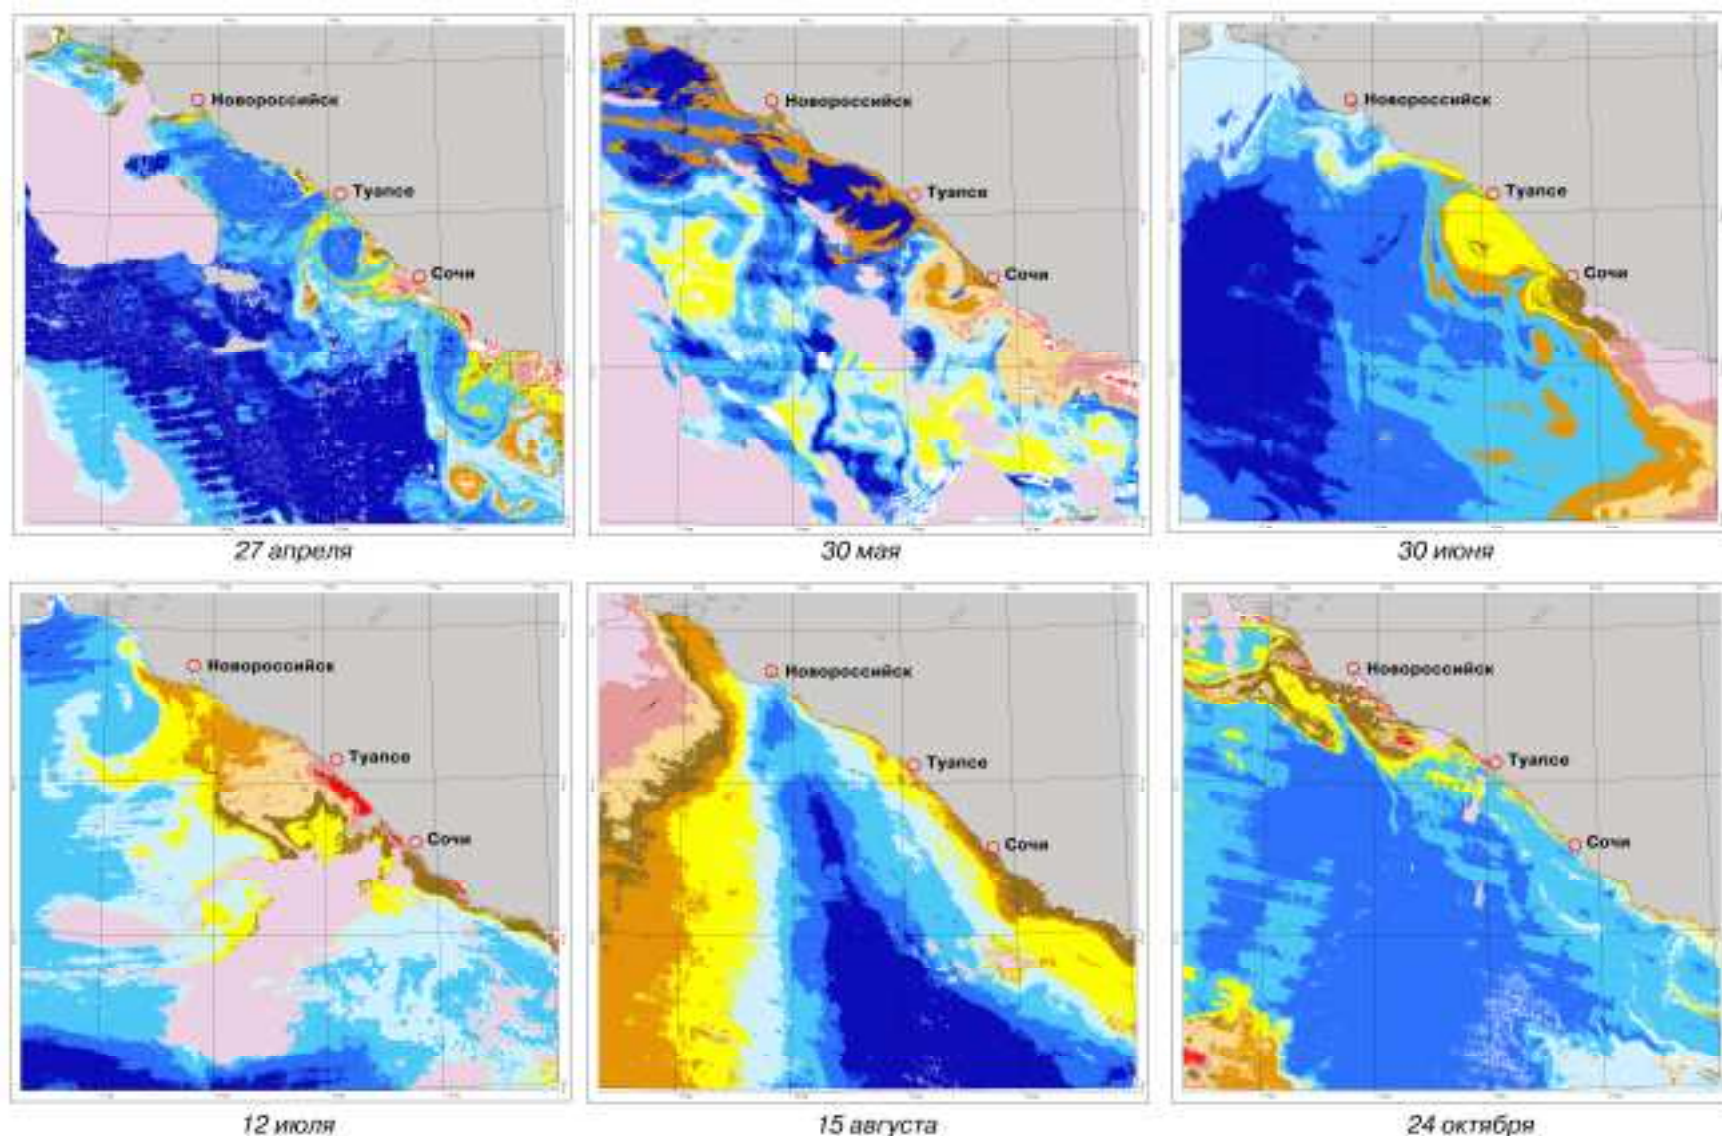 Новороссийск
Туапсе
Сочи
27 апреля
Новороссийск
Туапсе
Сочи
30 мая
Новороссийск
Туапсе
Сочи
30 июня
Новороссийск
Туапсе
Сочи
12 июля
Новороссийск
Туапсе
Сочи
15 августа
Новороссийск
Туапсе
Сочи
24 октября